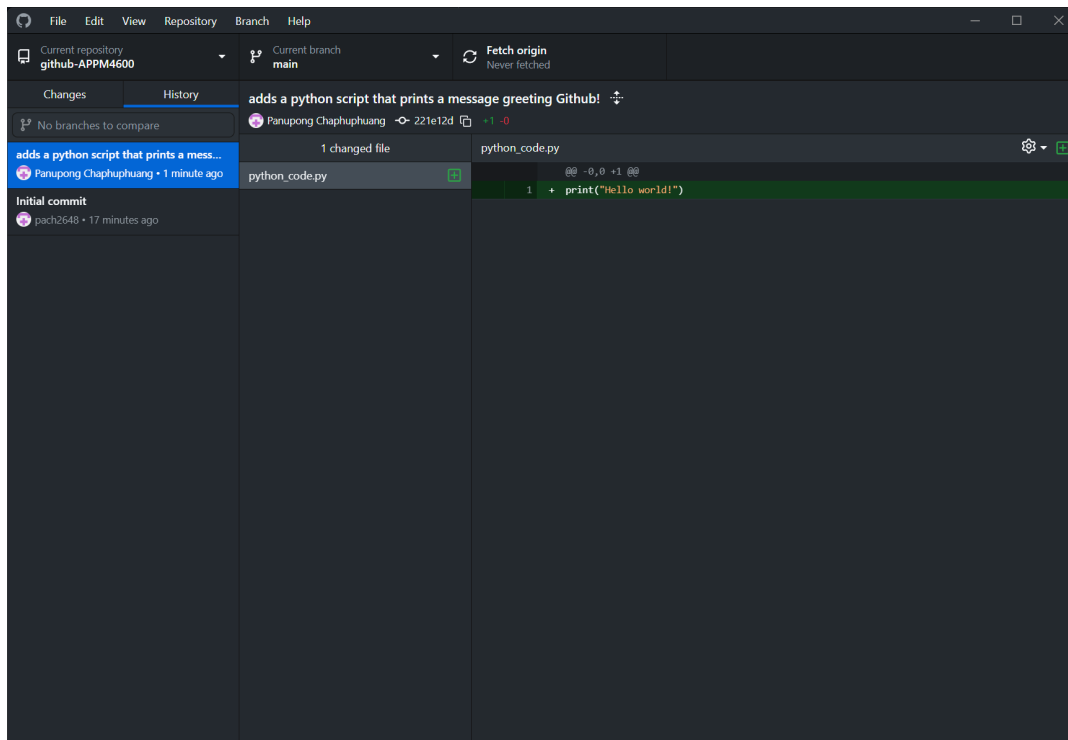 File Edit View Repository Branch Help
Current repository
github-APPM4600
Current branch
main
Fetch origin
Never fetched
Changes History
No branches to compare
adds a python script that prints a mess...
Panupong Chaphuphuang • 1 minute ago
Initial commit
pach2648 • 17 minutes ago
adds a python script that prints a message greeting Github!
Panupong Chaphuphuang 221e12d +1 -0
1 changed file
python_code.py
python_code.py
@@ -0,0 +1 @@
1 + print("Hello world!")